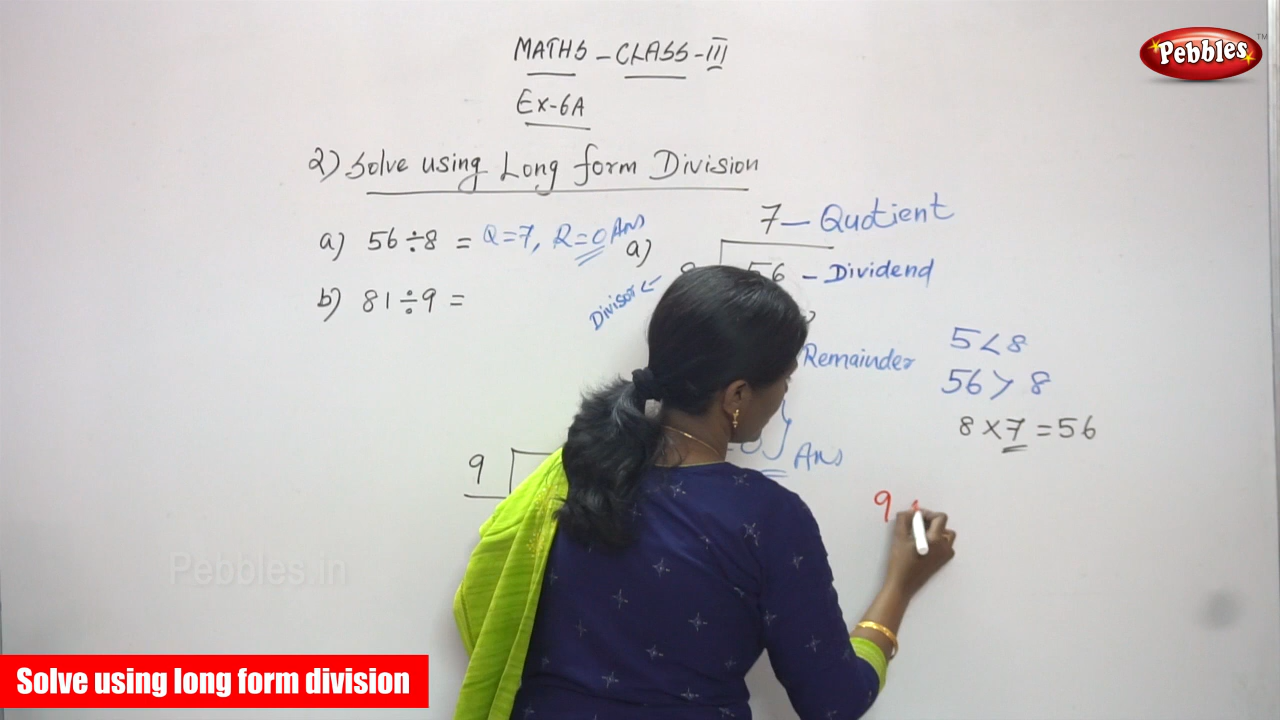 Pebbles TM
MATHS - CLASS - III
Ex-6A
2) Solve using Long form Division
7 - Quotient
a) 56 ÷ 8 = Q=7, R=0 Ans
a)
56 - Dividend
Divisor ←
b) 81 ÷ 9 =
5 < 8
Remainder
56 > 8
8 × 7 = 56
Ans
9
9
Pebbles.in
Solve using long form division